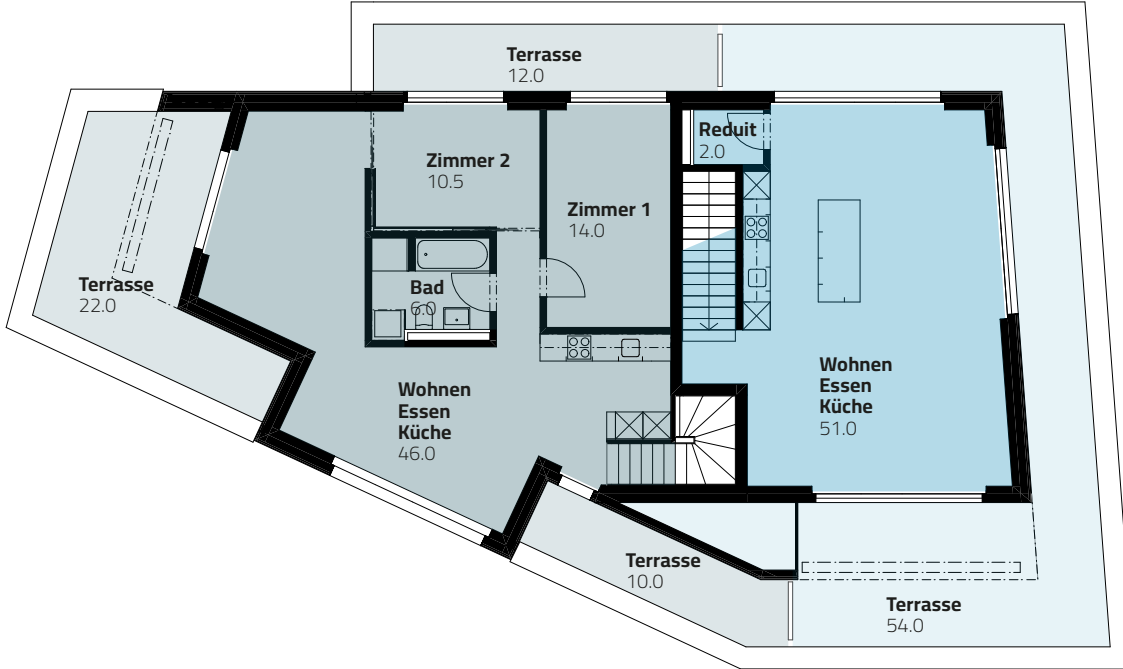 Terrasse
12.0
Reduit
2.0
Zimmer 2
10.5
Zimmer 1
14.0
Terrasse
22.0
Bad
6.0
Wohnen
Essen
Küche
46.0
Wohnen
Essen
Küche
51.0
Terrasse
10.0
Terrasse
54.0